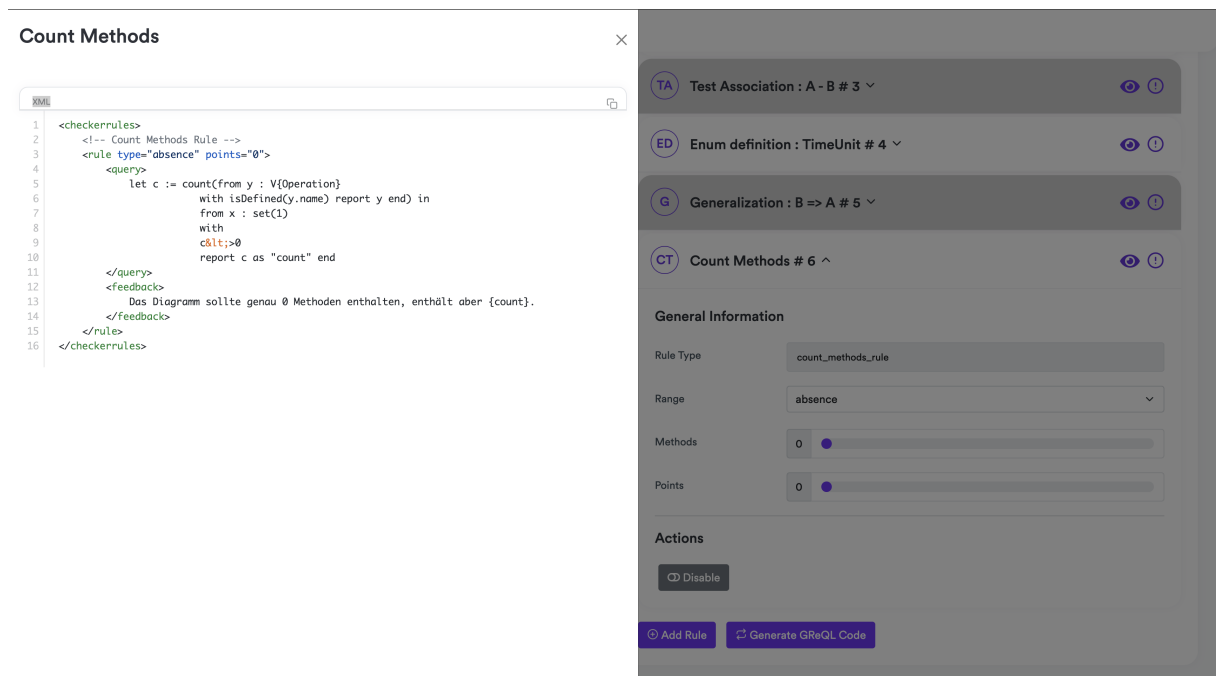 Count Methods
XML
1 <checkerrules>
2 <!-- Count Methods Rule -->
3 <rule type="absence" points="0">
4 <query>
5 let c := count(from y : V{Operation}
6 with isDefined(y.name) report y end) in
7 from x : set(1)
8 with
9 c&lt;>0
10 report c as "count" end
11 </query>
12 <feedback>
13 Das Diagramm sollte genau 0 Methoden enthalten, enthält aber {count}.
14 </feedback>
15 </rule>
16 </checkerrules>
TA Test Association : A - B # 3
ED Enum definition : TimeUnit # 4
G Generalization : B => A # 5
CT Count Methods # 6
General Information
Rule Type count_methods_rule
Range absence
Methods 0
Points 0
Actions
Disable
Add Rule Generate GReQL Code